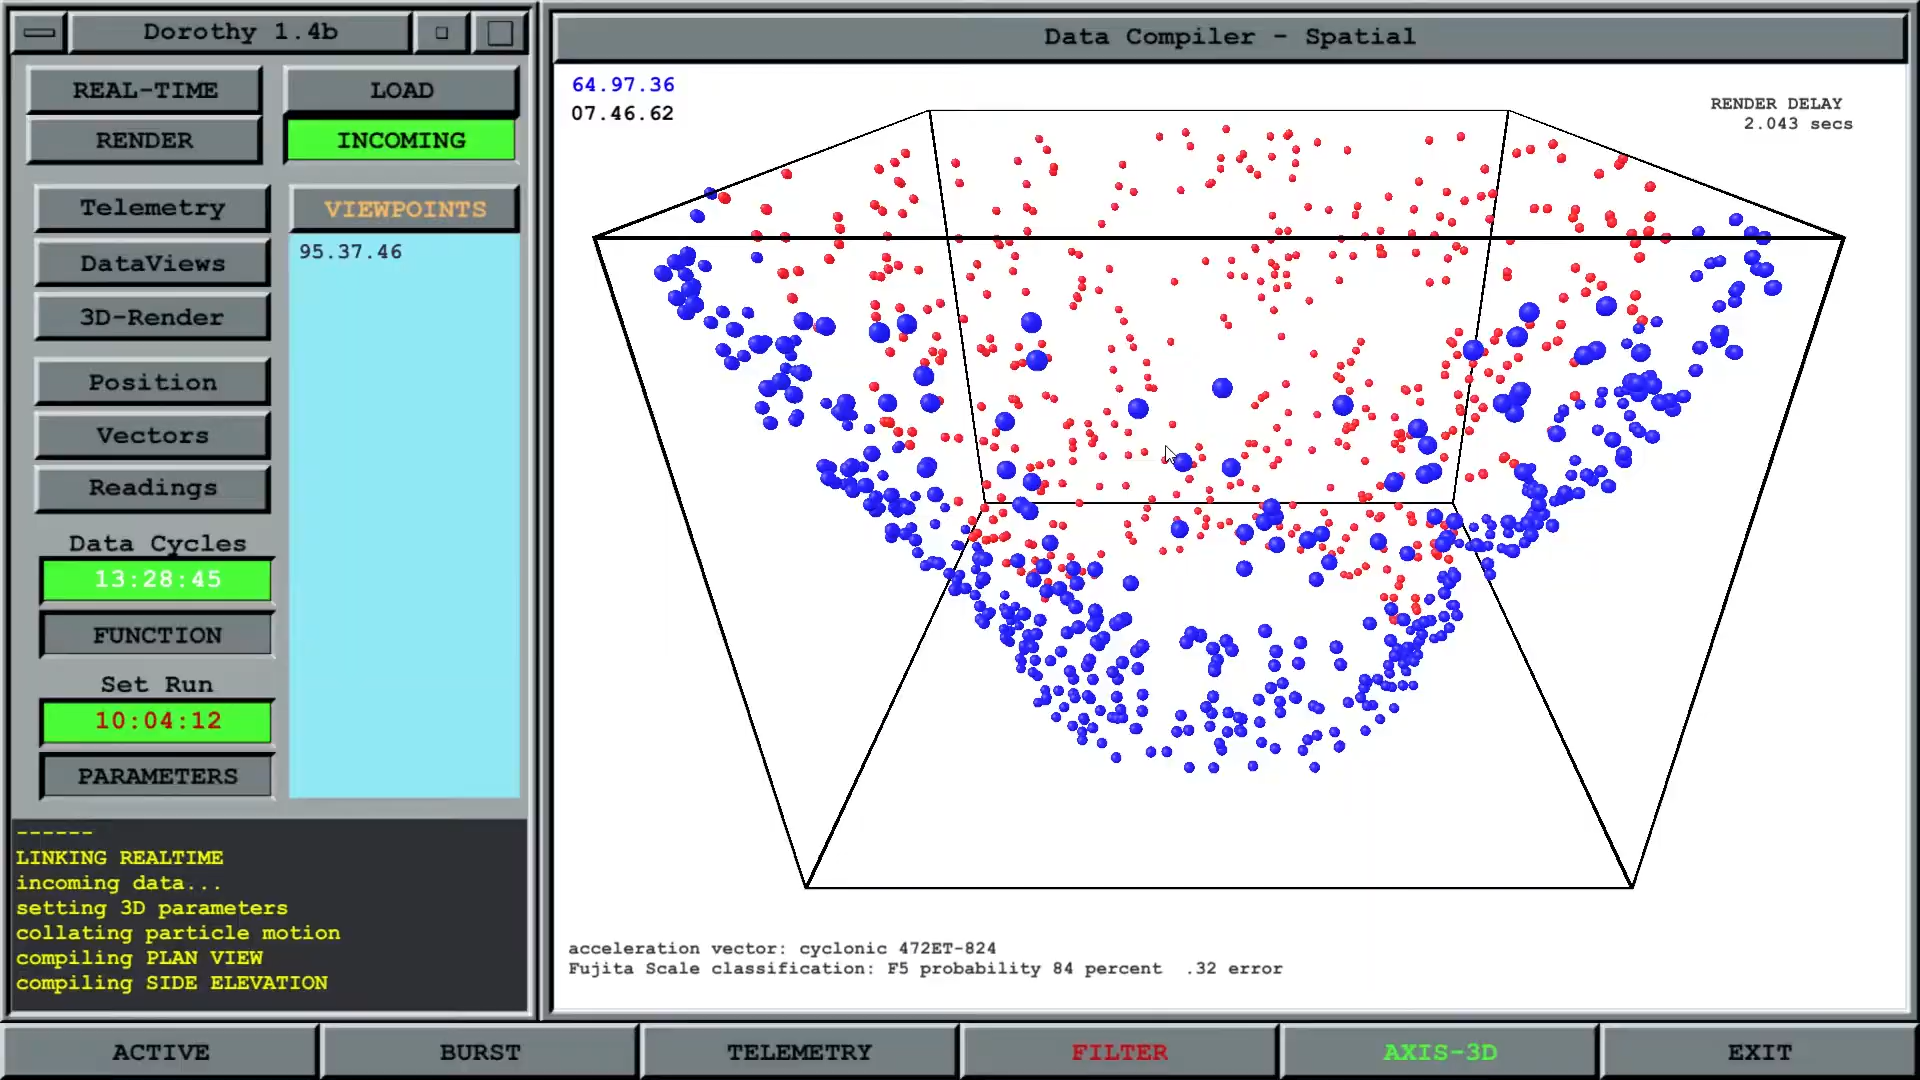 Dorothy 1.4b
REAL-TIME
LOAD
RENDER
INCOMING
Telemetry
DataViews
3D-Render
Position
Vectors
Readings
Data Cycles
13:28:45
FUNCTION
Set Run
10:04:12
PARAMETERS
VIEWPOINTS
95.37.46
------
LINKING REALTIME
incoming data...
setting 3D parameters
collating particle motion
compiling PLAN VIEW
compiling SIDE ELEVATION
Data Compiler - Spatial
64.97.36
07.46.62
RENDER DELAY
2.043 secs
acceleration vector: cyclonic 472ET-824
Fujita Scale classification: F5 probability 84 percent .32 error
ACTIVE
BURST
TELEMETRY
FILTER
AXIS-3D
EXIT